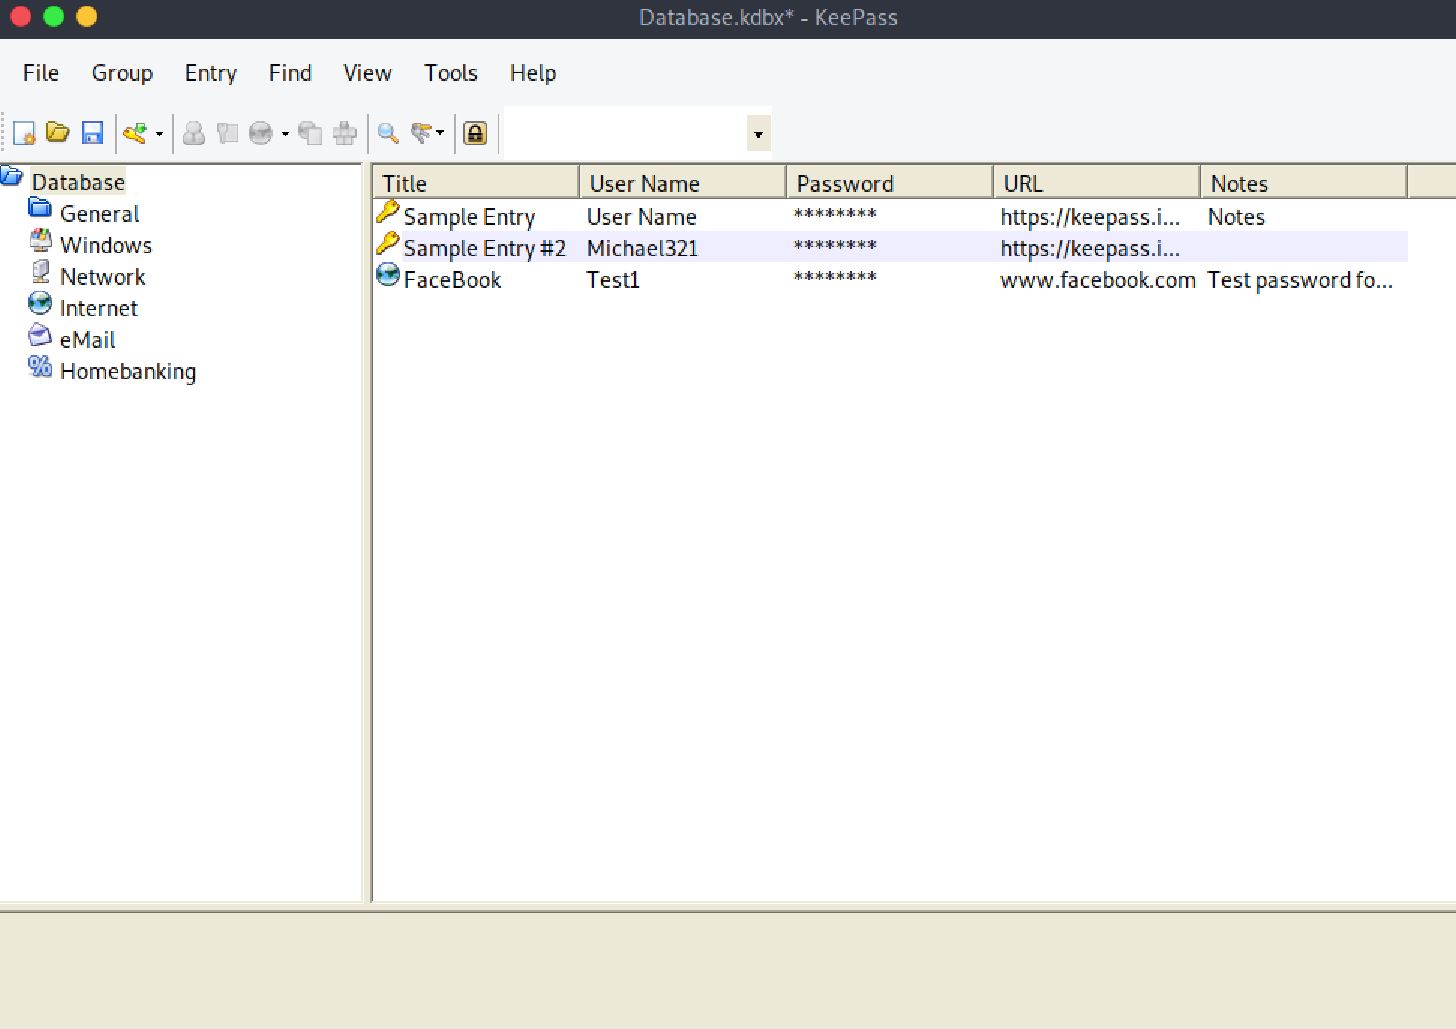 Database.kdbx* - KeePass
File Group Entry Find View Tools Help
Database
General
Windows
Network
Internet
eMail
Homebanking
Title User Name Password URL Notes
Sample Entry User Name ******** https://keepass.i... Notes
Sample Entry #2 Michael321 ******** https://keepass.i...
FaceBook Test1 ******** www.facebook.com Test password fo...